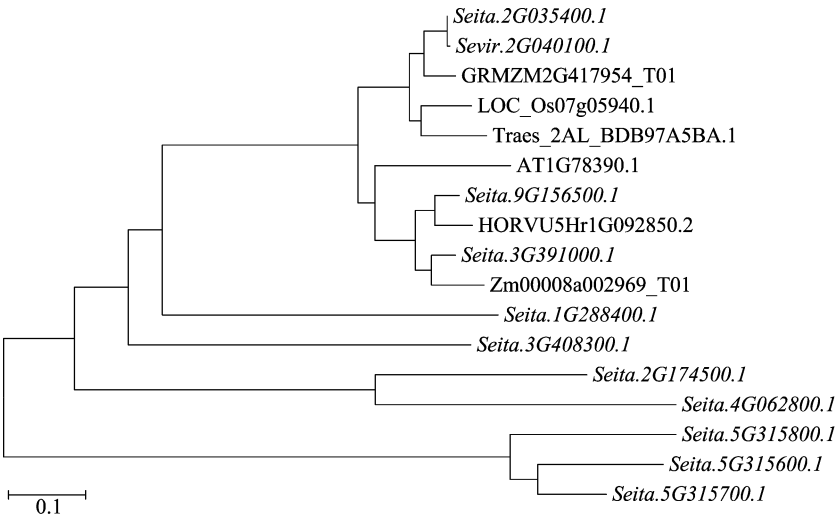 Seita.2G035400.1
Sevir.2G040100.1
GRMZM2G417954_T01
LOC_Os07g05940.1
Traes_2AL_BDB97A5BA.1
AT1G78390.1
Seita.9G156500.1
HORVU5Hr1G092850.2
Seita.3G391000.1
Zm00008a002969_T01
Seita.1G288400.1
Seita.3G408300.1
Seita.2G174500.1
Seita.4G062800.1
Seita.5G315800.1
Seita.5G315600.1
Seita.5G315700.1
0.1